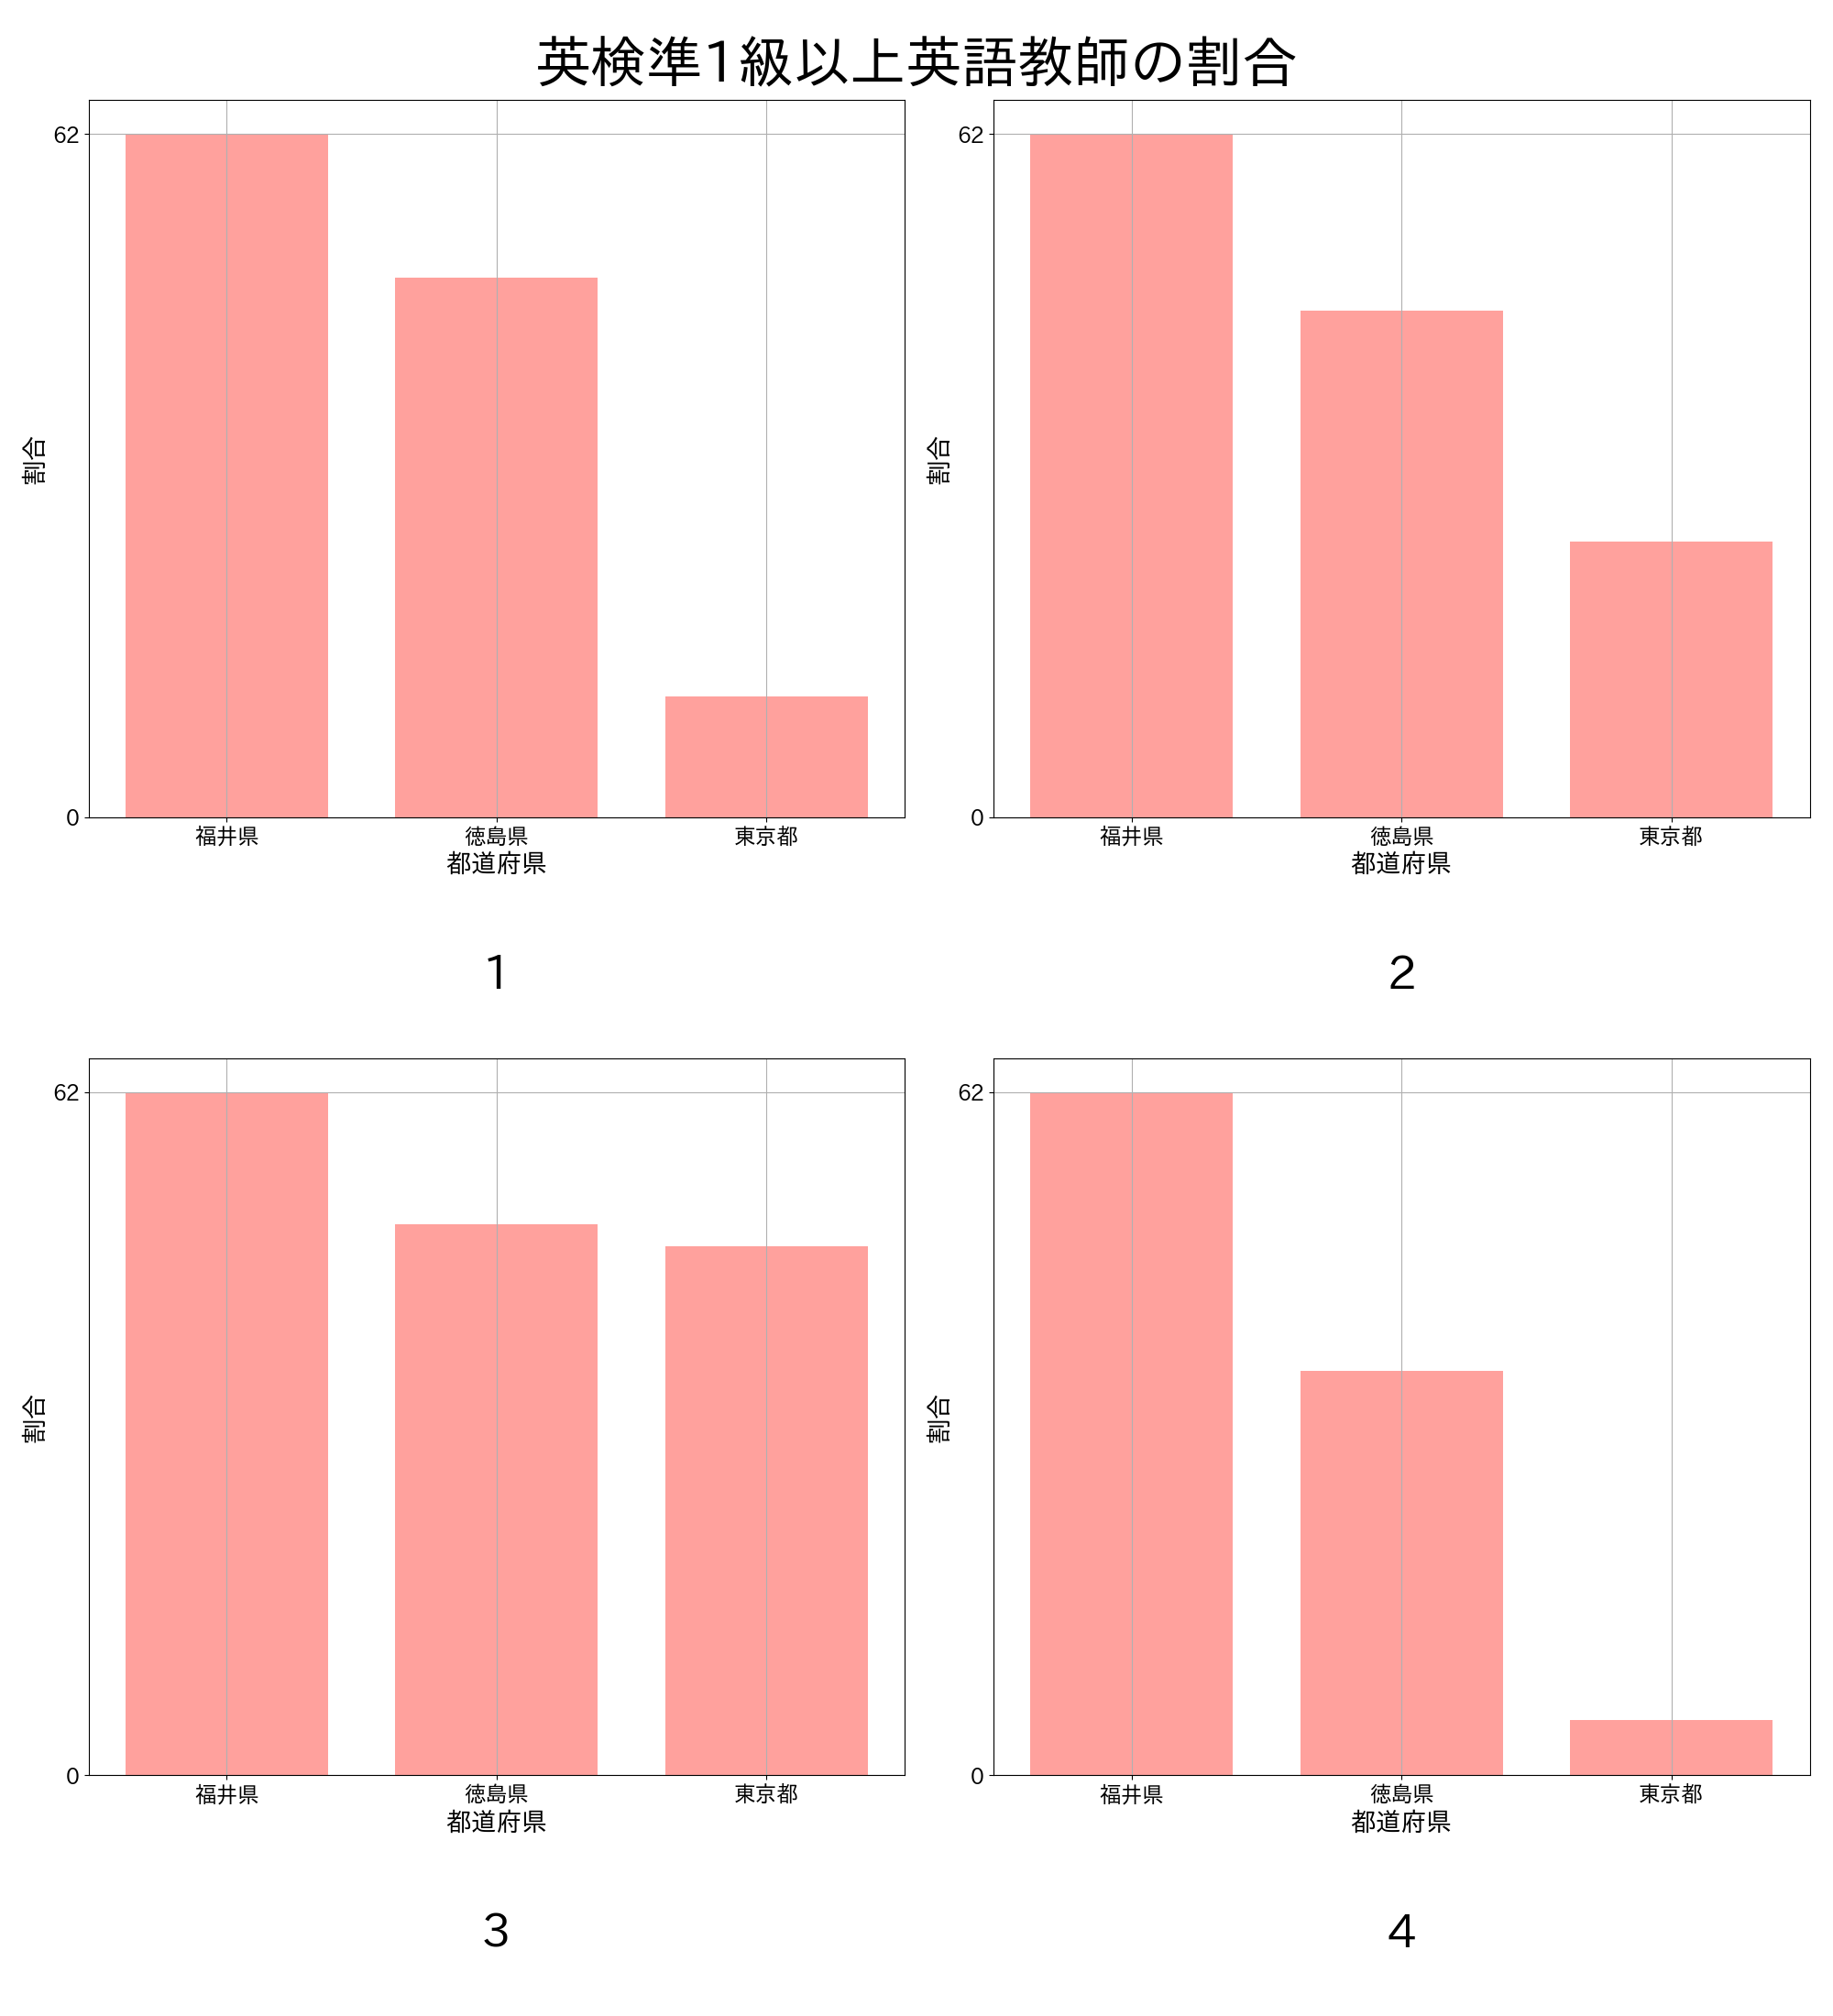 英検準1級以上英語教師の割合
62
割合
0
福井県 徳島県 東京都
都道府県
1
62
割合
0
福井県 徳島県 東京都
都道府県
2
62
割合
0
福井県 徳島県 東京都
都道府県
3
62
割合
0
福井県 徳島県 東京都
都道府県
4